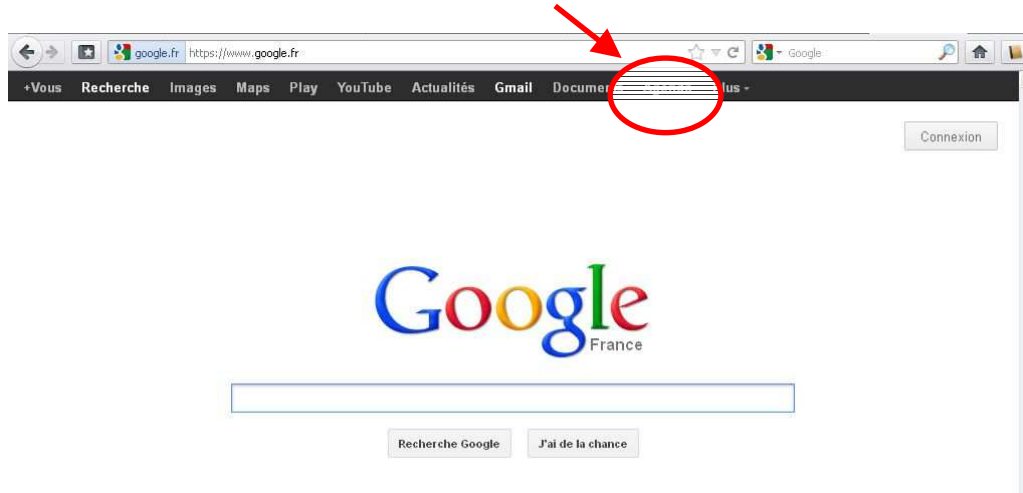 google.fr https://www.google.fr Google
+Vous Recherche Images Maps Play YouTube Actualités Gmail
Connexion
Google
France
Recherche Google J'ai de la chance